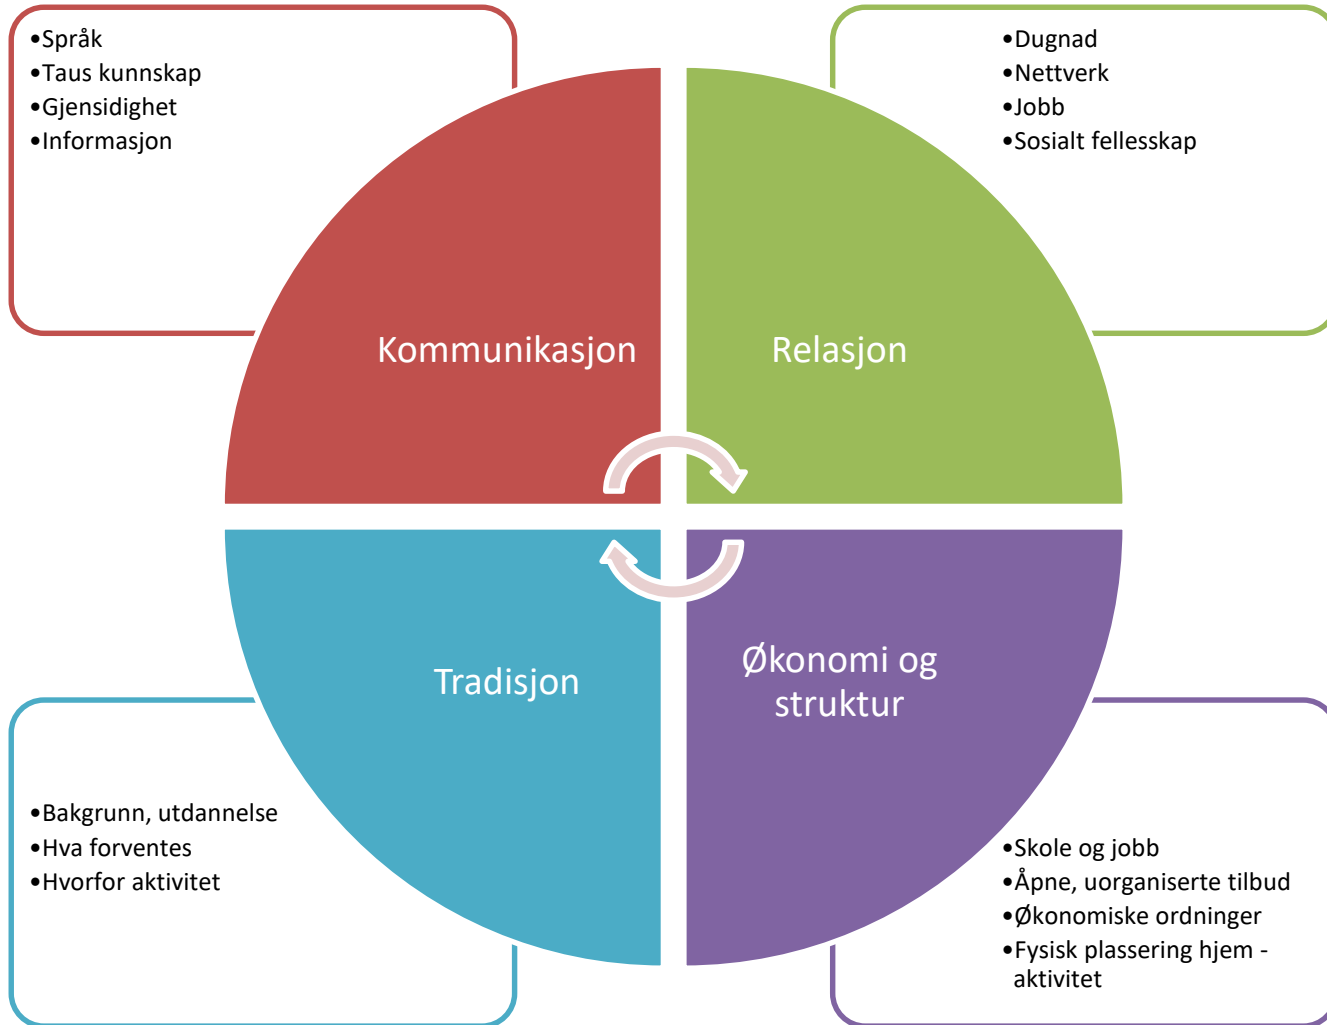 •Språk
•Taus kunnskap
•Gjensidighet
•Informasjon
•Dugnad
•Nettverk
•Jobb
•Sosialt fellesskap
Kommunikasjon
Relasjon
Tradisjon
Økonomi og
struktur
•Bakgrunn, utdannelse
•Hva forventes
•Hvorfor aktivitet
•Skole og jobb
•Åpne, uorganiserte tilbud
•Økonomiske ordninger
•Fysisk plassering hjem -
aktivitet